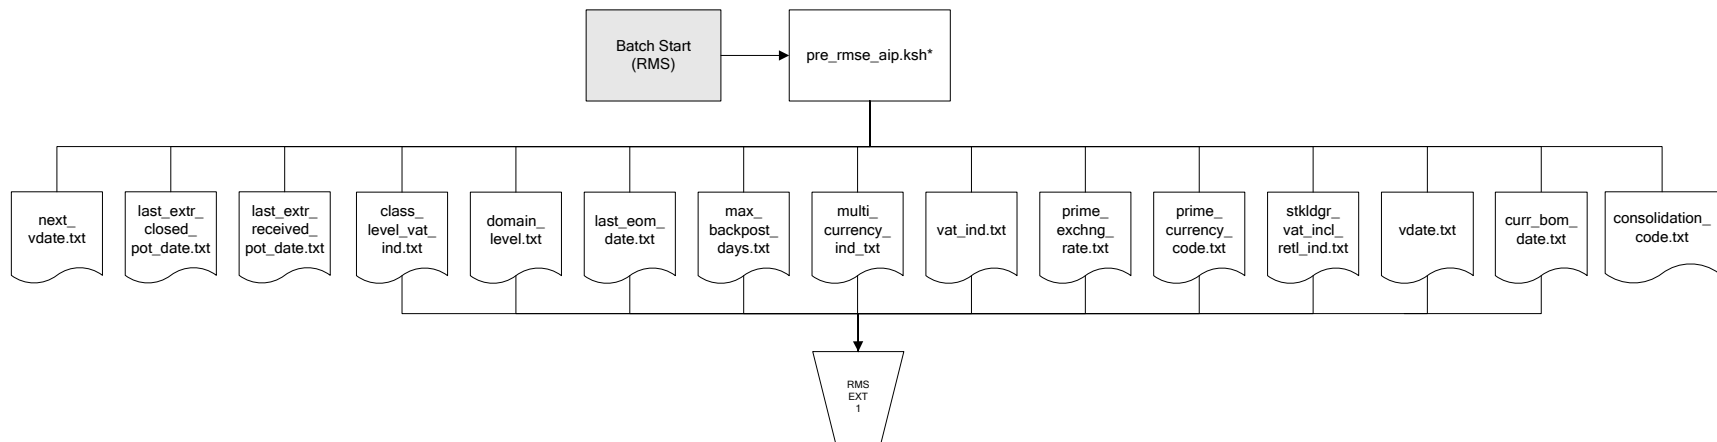 Batch Start
(RMS)
pre_rmse_aip.ksh*
next_
vdate.txt
last_extr_
closed_
pot_date.txt
last_extr_
received_
pot_date.txt
class_
level_vat_
ind.txt
domain_
level.txt
last_eom_
date.txt
max_
backpost_
days.txt
multi_
currency_
ind_txt
vat_ind.txt
prime_
exchng_
rate.txt
prime_
currency_
code.txt
stkldgr_
vat_incl_
retl_ind.txt
vdate.txt
curr_bom_
date.txt
consolidation_
code.txt
RMS
EXT
1